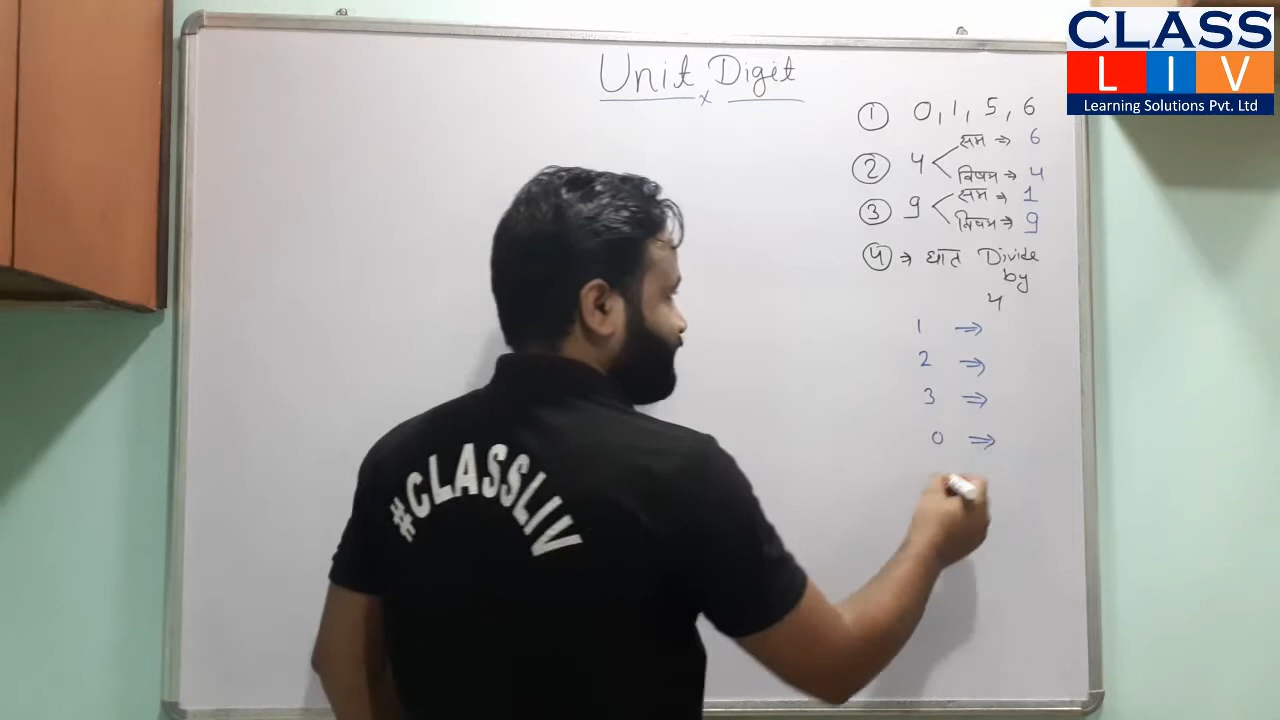 CLASS
LIV
Learning Solutions Pvt. Ltd
Unit Digit
x
① 0, 1, 5, 6
② 4 < सम ⇒ 6
विषम → 4
③ 9 < सम → 1
विषम → 9
④ → घात Divide
by
4
1 ⇒
2 ⇒
3 ⇒
0 ⇒
#CLASSLIV